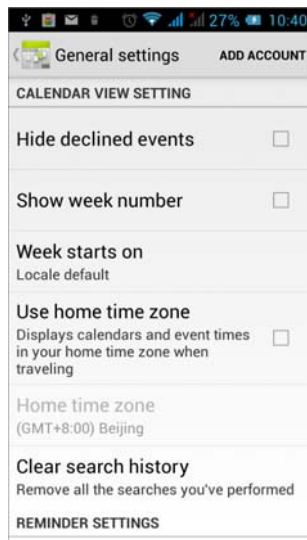 27% 10:40
General settings ADD ACCOUNT
CALENDAR VIEW SETTING
Hide declined events
Show week number
Week starts on
Locale default
Use home time zone
Displays calendars and event times
in your home time zone when
traveling
Home time zone
(GMT+8:00) Beijing
Clear search history
Remove all the searches you've performed
REMINDER SETTINGS